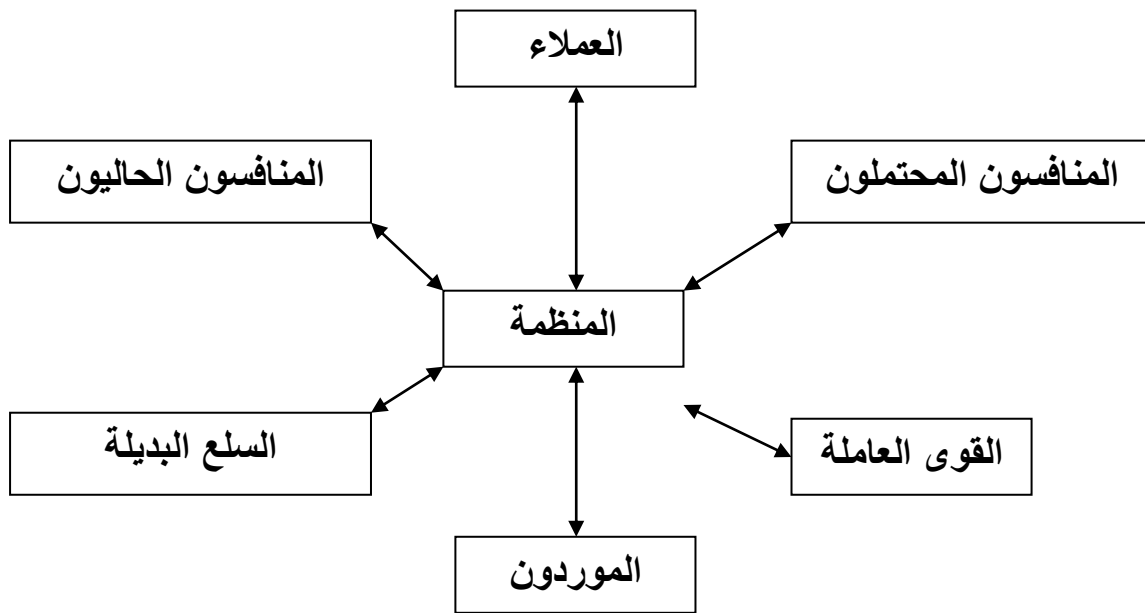 العملاء
المنافسون المحتملون
المنافسون الحاليون
المنظمة
القوى العاملة
السلع البديلة
الموردون